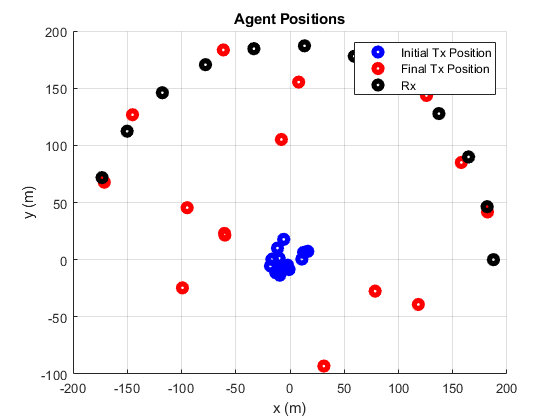 Agent Positions
Initial Tx Position
Final Tx Position
Rx
y (m)
200
150
100
50
0
-50
-100
-200
-150
-100
-50
0
50
100
150
200
x (m)